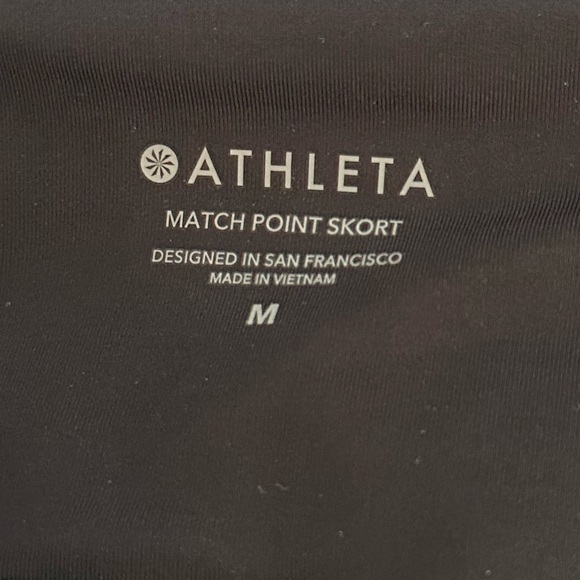 ATHLETA
MATCH POINT SKORT
DESIGNED IN SAN FRANCISCO
MADE IN VIETNAM
M